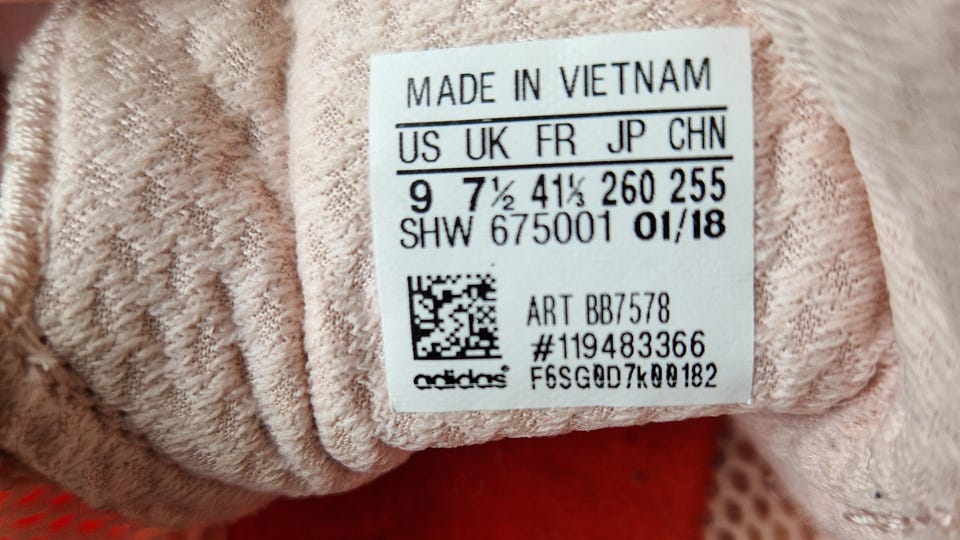 MADE IN VIETNAM
US UK FR JP CHN
9 7½ 41⅓ 260 255
SHW 675001 01/18
ART BB7578
#119483366
adidas F6SG0D7k00182